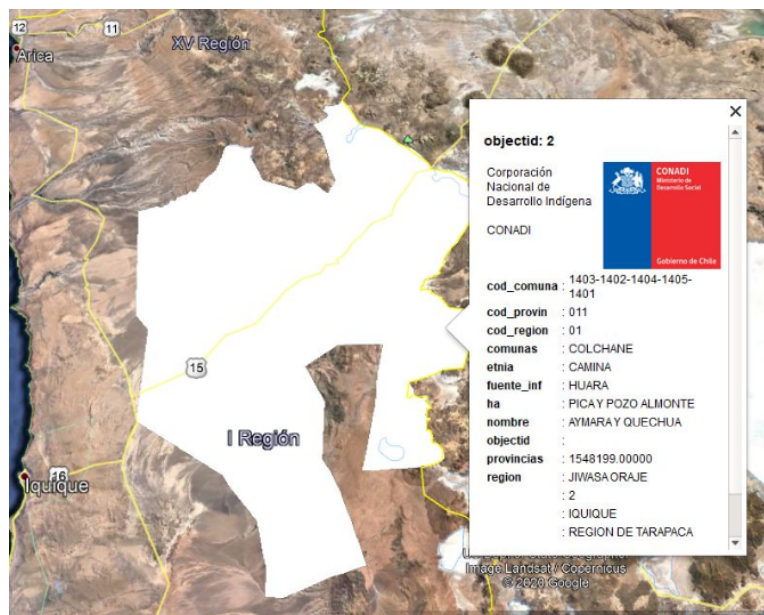 12
11
XV Región
Arica
15
I Región
16
Iquique
objectid: 2
Corporación
Nacional de
Desarrollo Indígena
CONADI
CONADI
Ministerio de
Desarrollo Social
Gobierno de Chile
cod_comuna : 1403-1402-1404-1405-
1401
cod_provin : 011
cod_region : 01
comunas : COLCHANE
etnia : CAMINA
fuente_inf : HUARA
ha : PICA Y POZO ALMONTE
nombre : AYMARA Y QUECHUA
objectid :
provincias : 1548199.00000
region : JIWASA ORAJE
: 2
: IQUIQUE
: REGION DE TARAPACA
Image Landsat / Copernicus
© 2020 Google